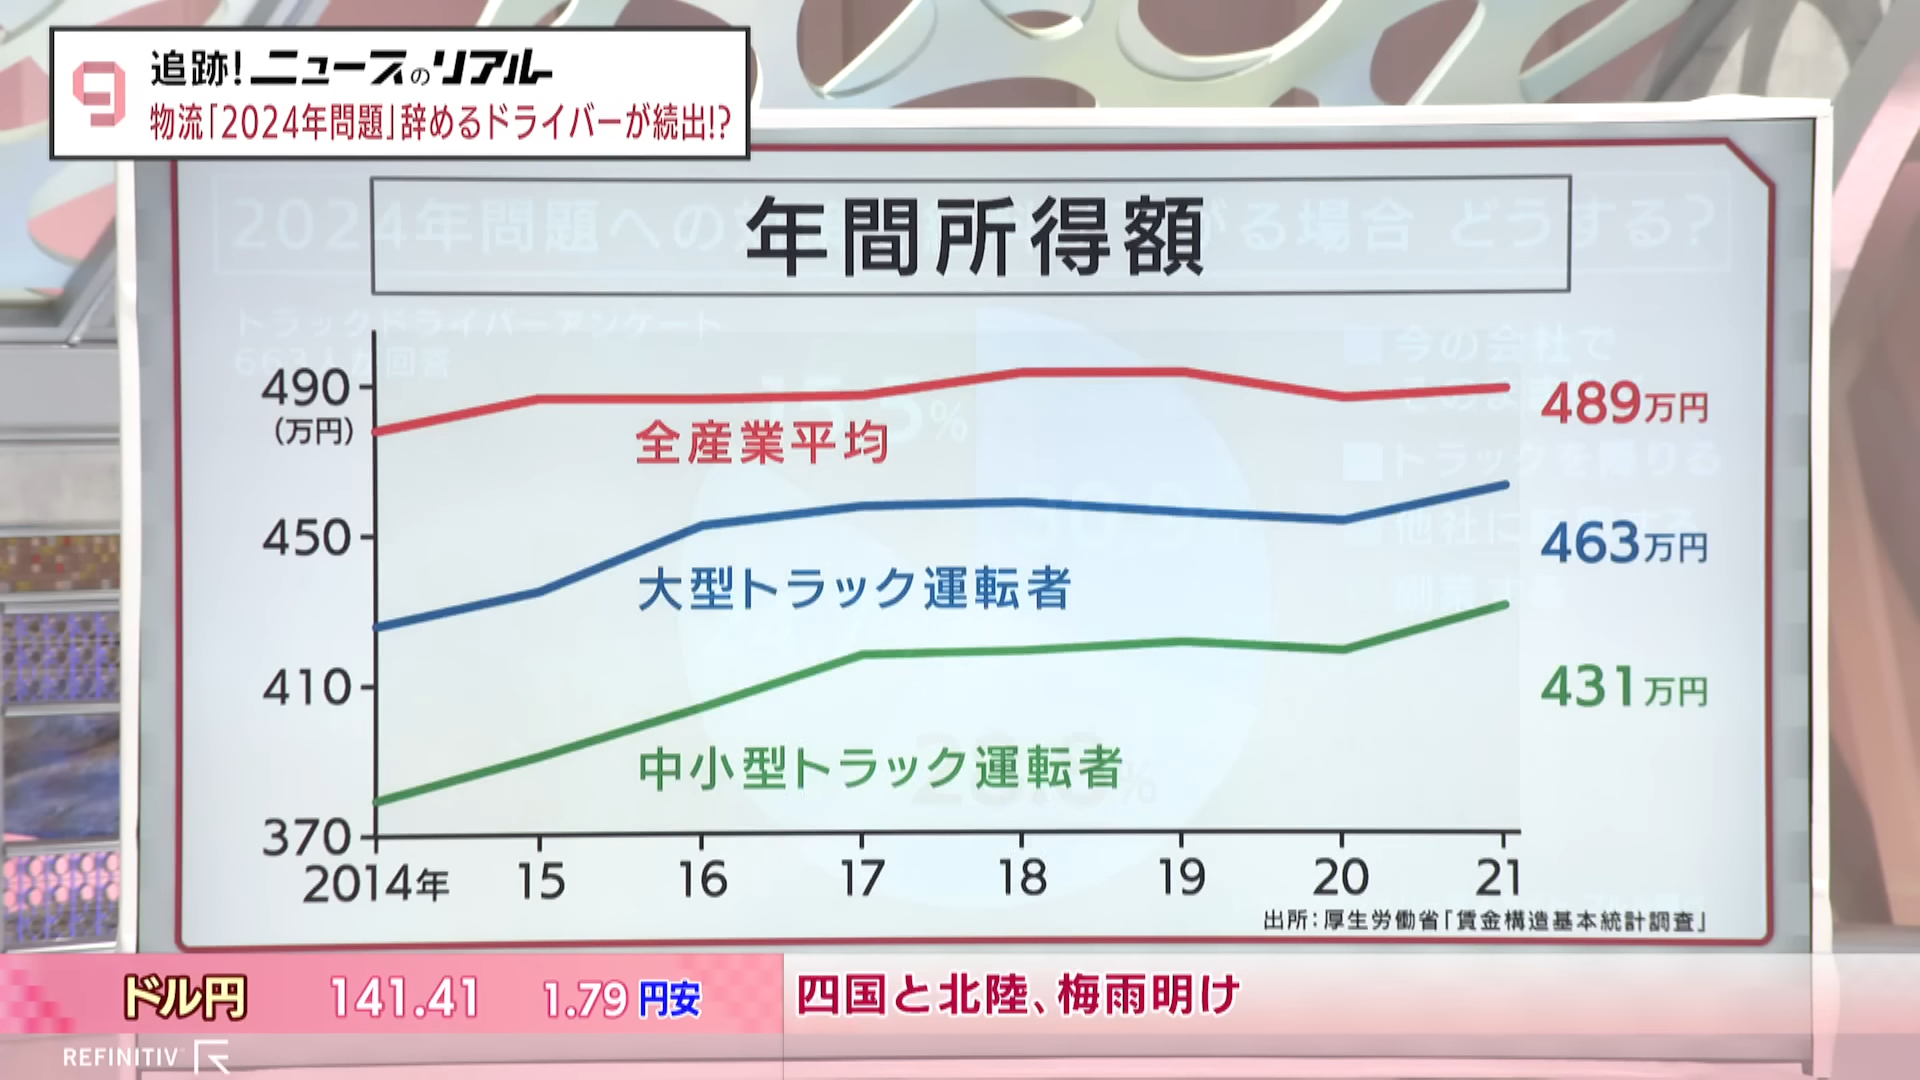 9
追跡!ニュースのリアル
物流「2024年問題」辞めるドライバーが続出!?
年間所得額
490
(万円)
450
410
370
全産業平均
大型トラック運転者
中小型トラック運転者
489万円
463万円
431万円
2014年 15 16 17 18 19 20 21
出所:厚生労働省「賃金構造基本統計調査」
ドル円 141.41 1.79 円安
四国と北陸、梅雨明け
REFINITIV